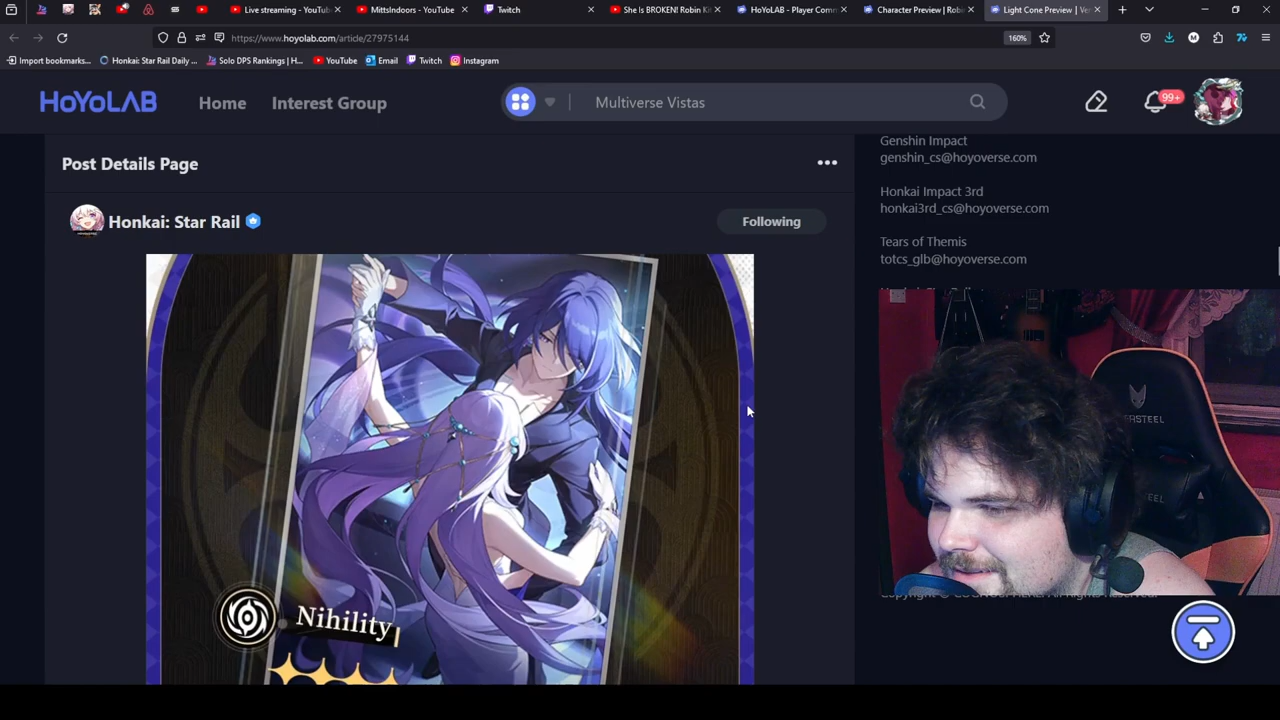 Live streaming - YouTu
MittsIndoors - YouTube
Twitch
She Is BROKEN! Robin K
HoYoLAB - Player Com
Character Preview | Rob
Light Cone Preview | Ve
https://www.hoyolab.com/article/27975144
160%
Import bookmarks...
Honkai: Star Rail Daily ...
Solo DPS Rankings | H...
YouTube
Email
Twitch
Instagram
HoYoLAB
Home
Interest Group
Multiverse Vistas
99+
Post Details Page
Honkai: Star Rail
Following
Genshin Impact
genshin_cs@hoyoverse.com
Honkai Impact 3rd
honkai3rd_cs@hoyoverse.com
Tears of Themis
totcs_glb@hoyoverse.com
Nihility